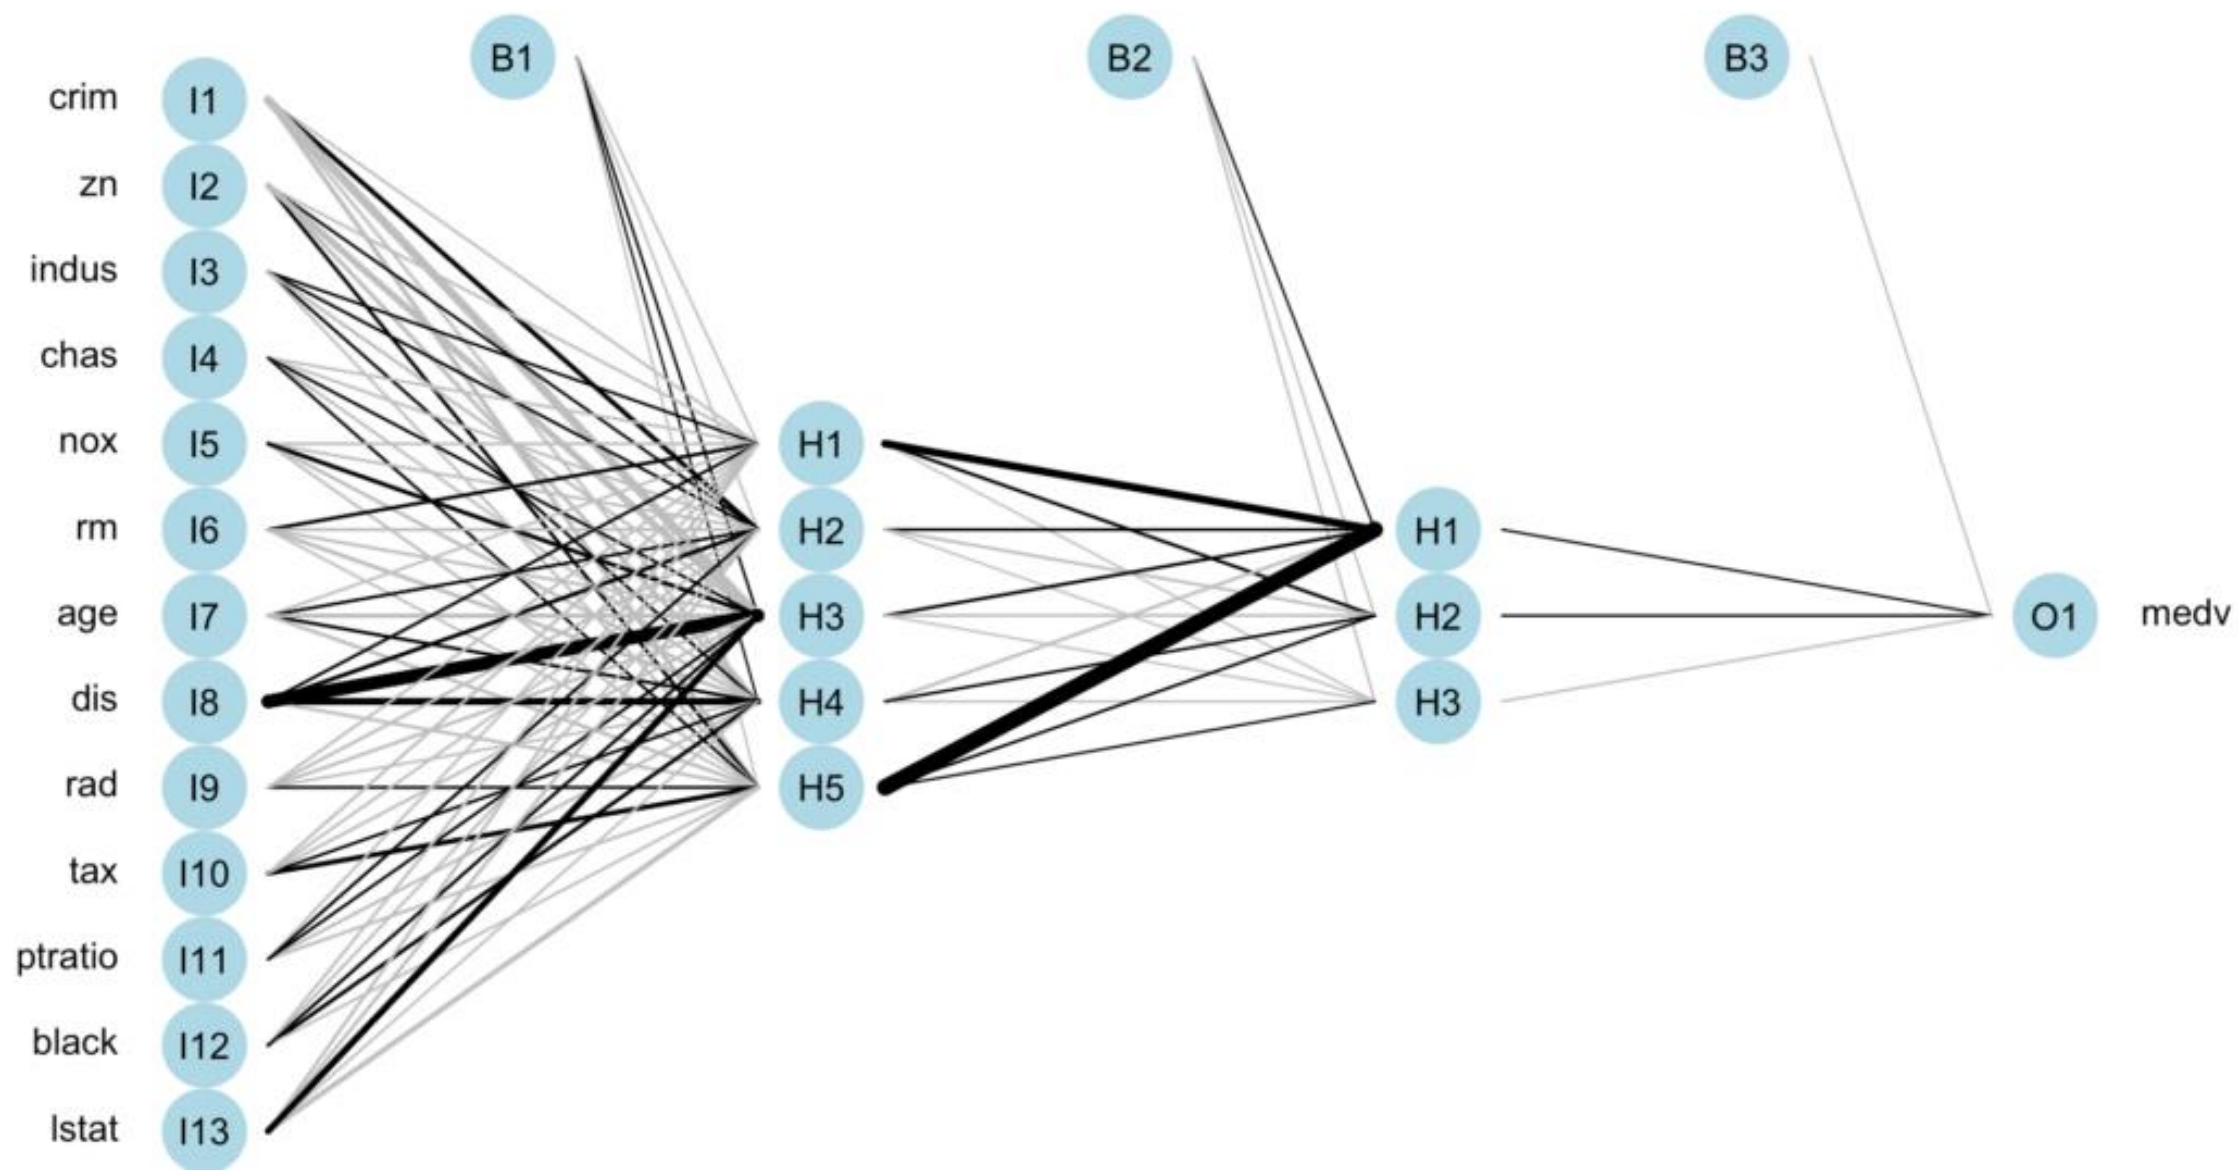 B1
B2
B3
crim I1
zn I2
indus I3
chas I4
nox I5 H1
rm I6 H2 H1
age I7 H3 H2 O1 medv
dis I8 H4 H3
rad I9 H5
tax I10
ptratio I11
black I12
lstat I13